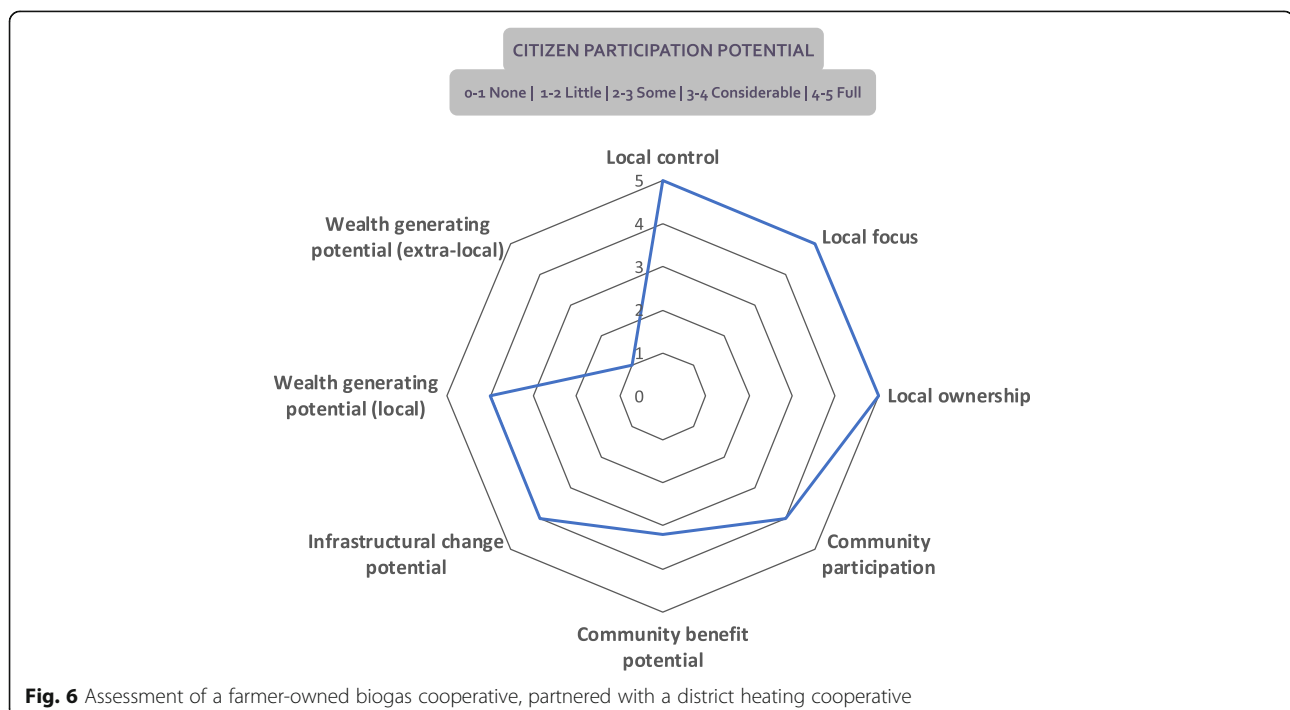 CITIZEN PARTICIPATION POTENTIAL
0-1 None | 1-2 Little | 2-3 Some | 3-4 Considerable | 4-5 Full
Local control
5
Wealth generating
potential (extra-local)
Local focus
4
3
2
1
Wealth generating
potential (local)
0
Local ownership
Infrastructural change
potential
Community
participation
Community benefit
potential
Fig. 6 Assessment of a farmer-owned biogas cooperative, partnered with a district heating cooperative